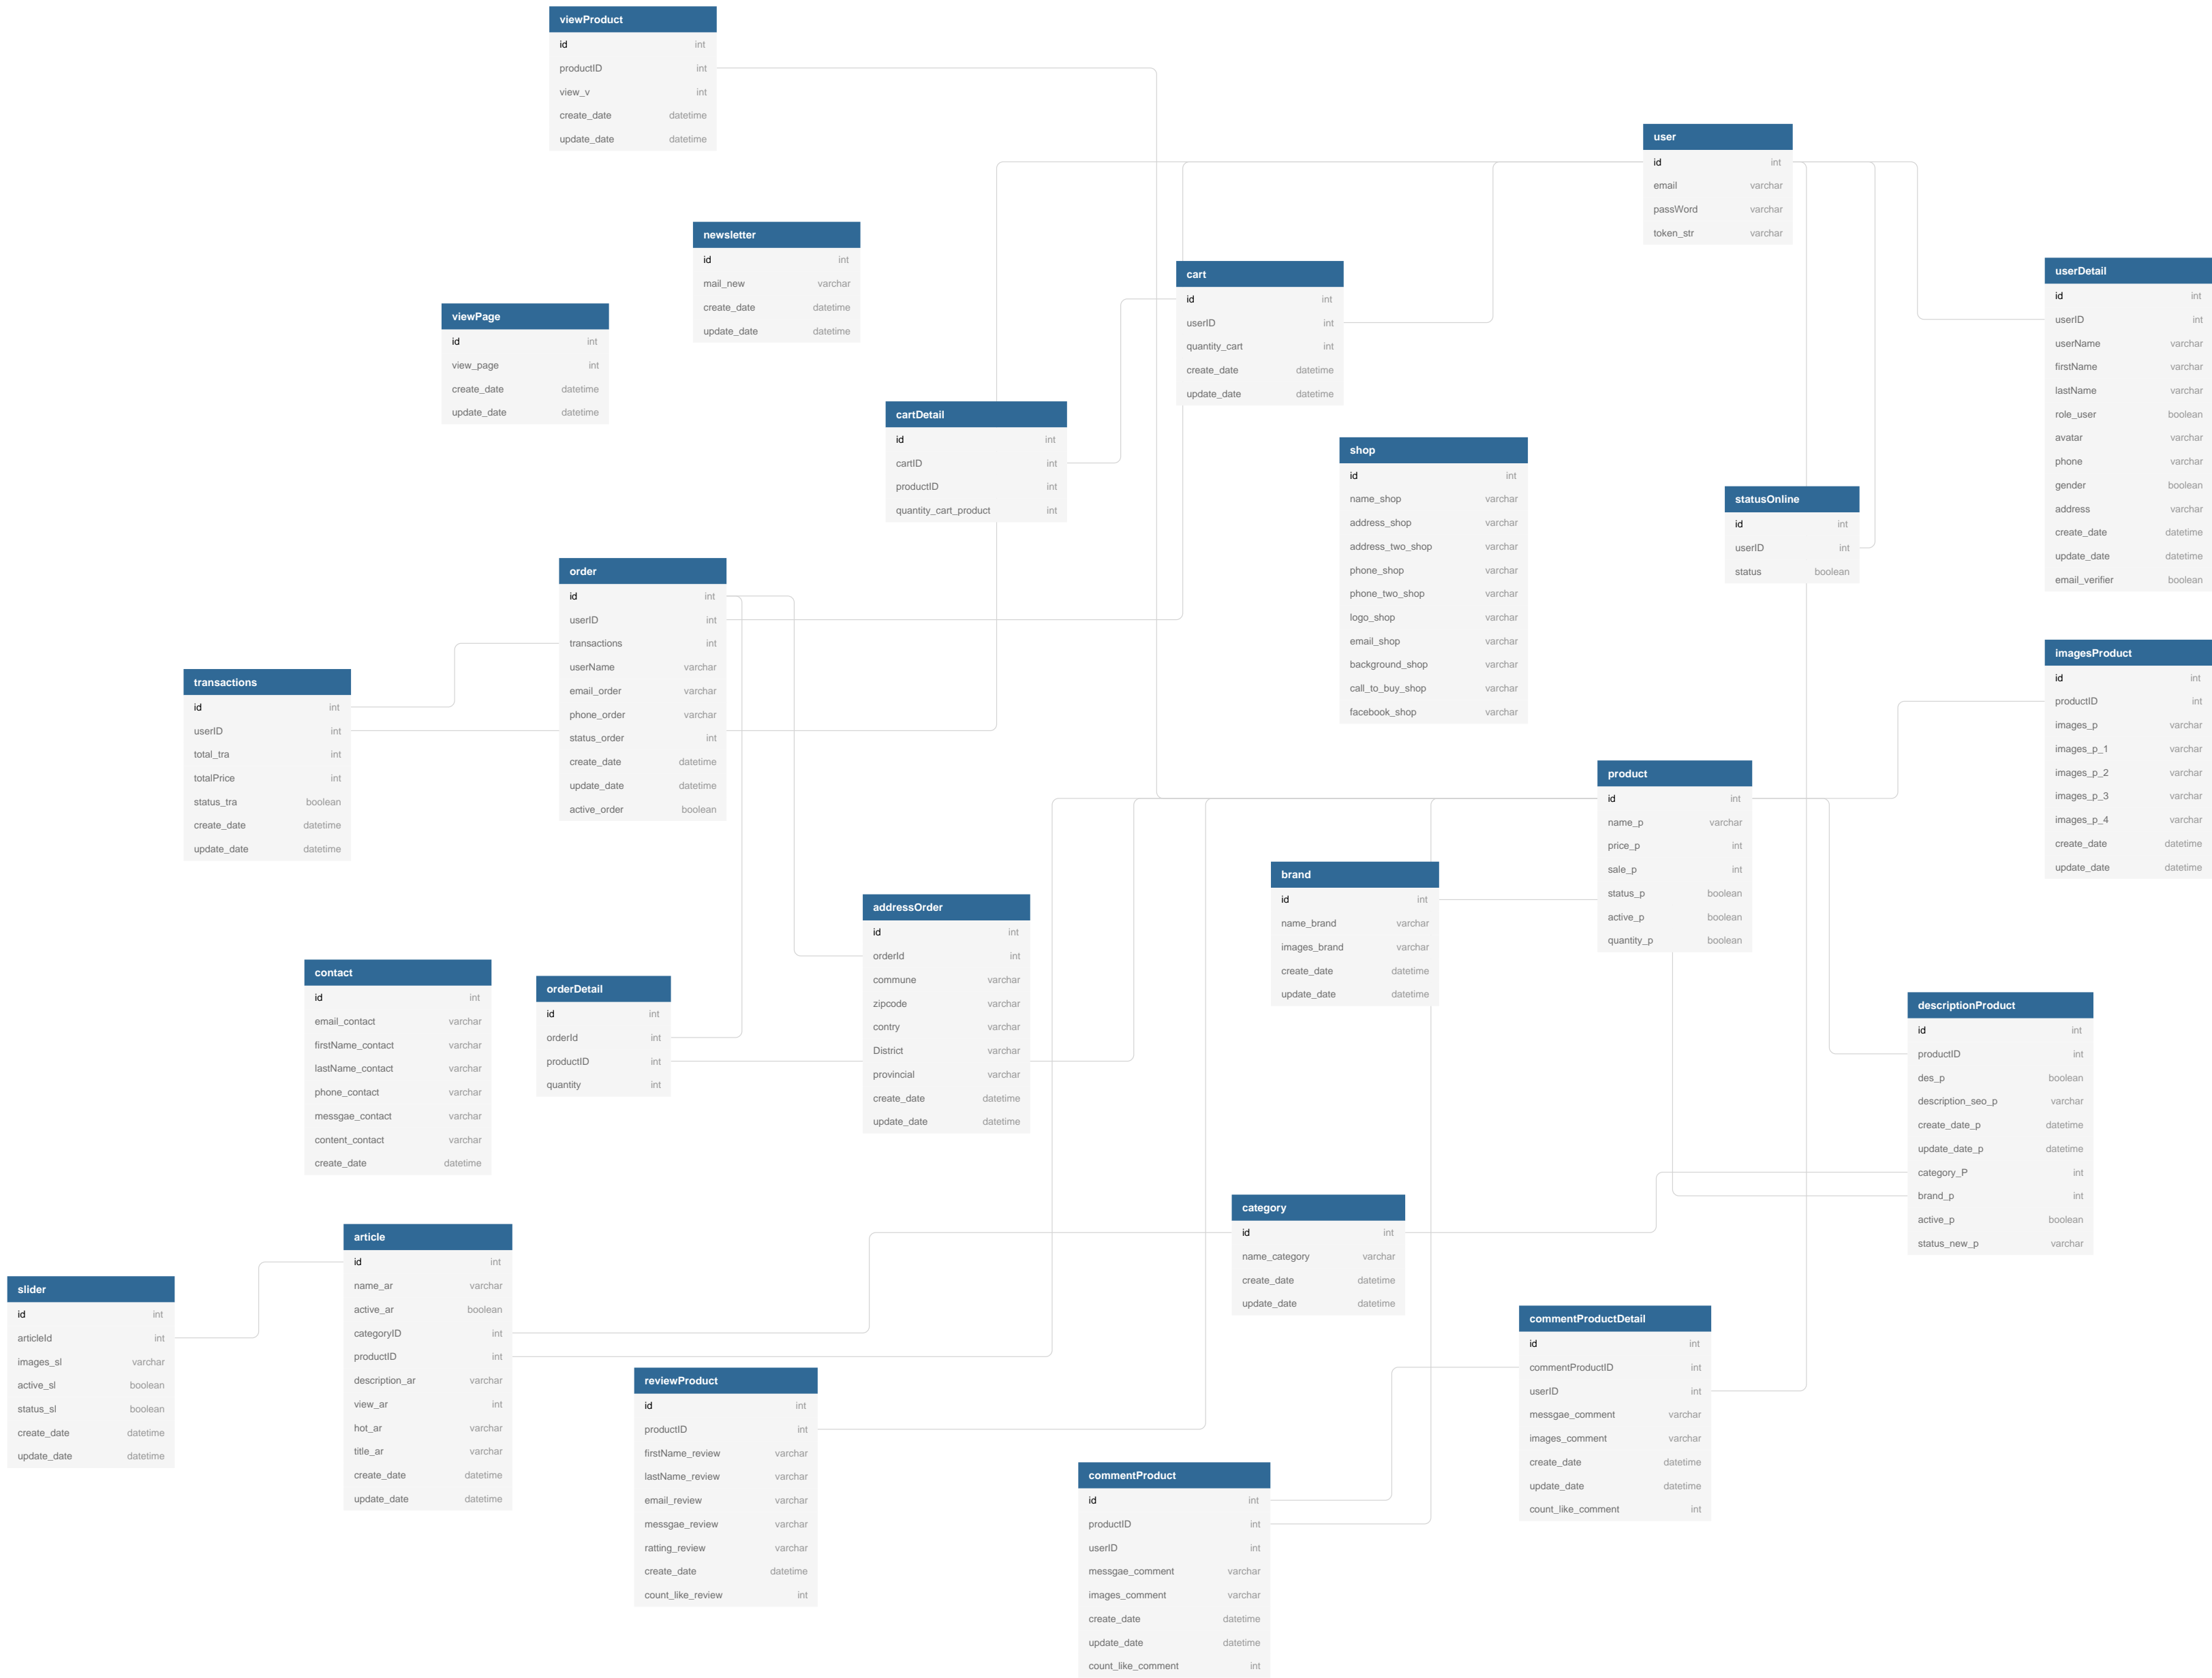 viewProduct
id int
productID int
view_v int
create_date datetime
update_date datetime
user
id int
email varchar
passWord varchar
token_str varchar
newsletter
id int
mail_new varchar
create_date datetime
update_date datetime
cart
id int
userID int
quantity_cart int
create_date datetime
update_date datetime
userDetail
id int
userID int
userName varchar
firstName varchar
lastName varchar
role_user boolean
avatar varchar
phone varchar
gender boolean
address varchar
create_date datetime
update_date datetime
email_verifier boolean
viewPage
id int
view_page int
create_date datetime
update_date datetime
cartDetail
id int
cartID int
productID int
quantity_cart_product int
shop
id int
name_shop varchar
address_shop varchar
address_two_shop varchar
phone_shop varchar
phone_two_shop varchar
logo_shop varchar
email_shop varchar
background_shop varchar
call_to_buy_shop varchar
facebook_shop varchar
statusOnline
id int
userID int
status boolean
order
id int
userID int
transactions int
userName varchar
email_order varchar
phone_order varchar
status_order int
create_date datetime
update_date datetime
active_order boolean
imagesProduct
id int
productID int
images_p varchar
images_p_1 varchar
images_p_2 varchar
images_p_3 varchar
images_p_4 varchar
create_date datetime
update_date datetime
transactions
id int
userID int
total_tra int
totalPrice int
status_tra boolean
create_date datetime
update_date datetime
product
id int
name_p varchar
price_p int
sale_p int
status_p boolean
active_p boolean
quantity_p boolean
brand
id int
name_brand varchar
images_brand varchar
create_date datetime
update_date datetime
addressOrder
id int
orderId int
commune varchar
zipcode varchar
contry varchar
District varchar
provincial varchar
create_date datetime
update_date datetime
contact
id int
email_contact varchar
firstName_contact varchar
lastName_contact varchar
phone_contact varchar
messgae_contact varchar
content_contact varchar
create_date datetime
orderDetail
id int
orderId int
productID int
quantity int
descriptionProduct
id int
productID int
des_p boolean
description_seo_p varchar
create_date_p datetime
update_date_p datetime
category_P int
brand_p int
active_p boolean
status_new_p varchar
category
id int
name_category varchar
create_date datetime
update_date datetime
article
id int
name_ar varchar
active_ar boolean
categoryID int
productID int
description_ar varchar
view_ar int
hot_ar varchar
title_ar varchar
create_date datetime
update_date datetime
slider
id int
articleId int
images_sl varchar
active_sl boolean
status_sl boolean
create_date datetime
update_date datetime
commentProductDetail
id int
commentProductID int
userID int
messgae_comment varchar
images_comment varchar
create_date datetime
update_date datetime
count_like_comment int
reviewProduct
id int
productID int
firstName_review varchar
lastName_review varchar
email_review varchar
messgae_review varchar
ratting_review varchar
create_date datetime
count_like_review int
commentProduct
id int
productID int
userID int
messgae_comment varchar
images_comment varchar
create_date datetime
update_date datetime
count_like_comment int